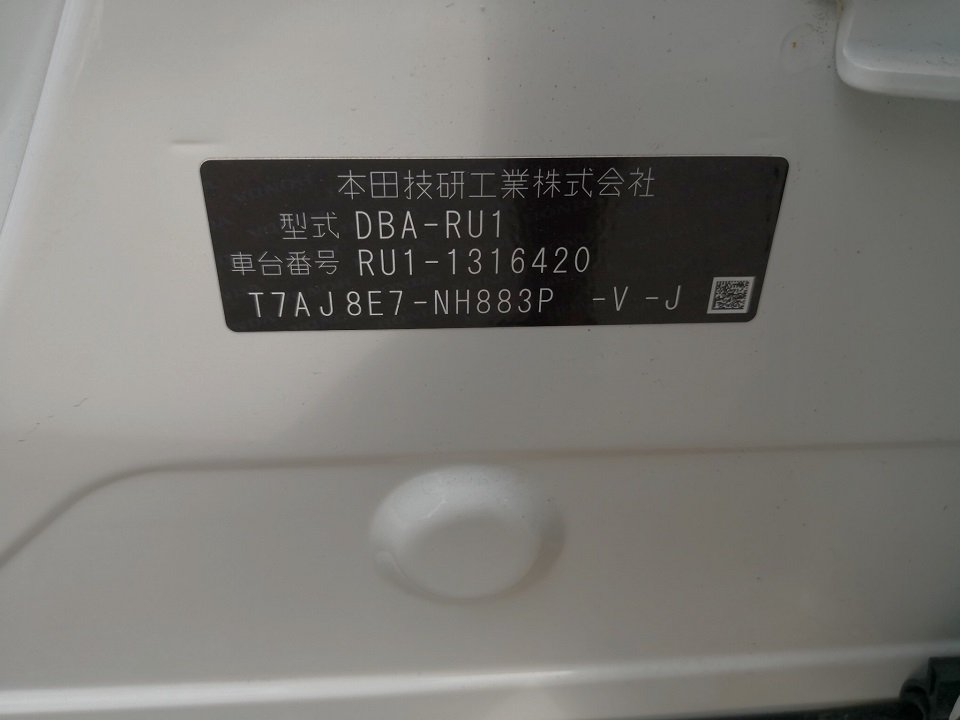 本田技研工業株式会社
型式 DBA-RU1
車台番号 RU1-1316420
T7AJ8E7-NH883P -V-J